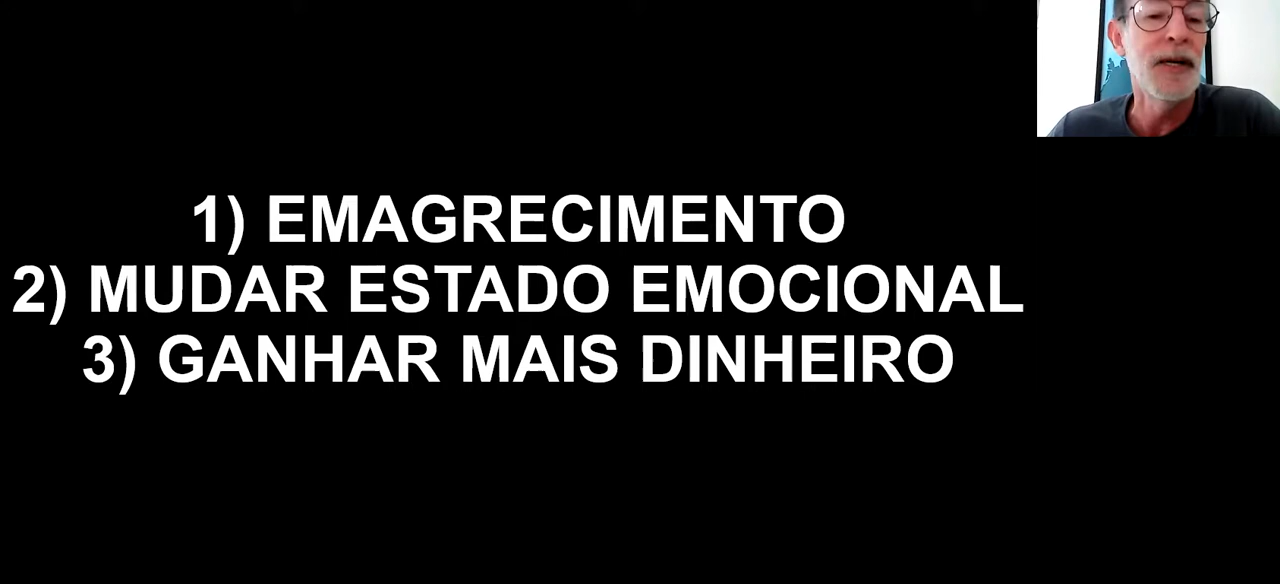 1) EMAGRECIMENTO
2) MUDAR ESTADO EMOCIONAL
3) GANHAR MAIS DINHEIRO